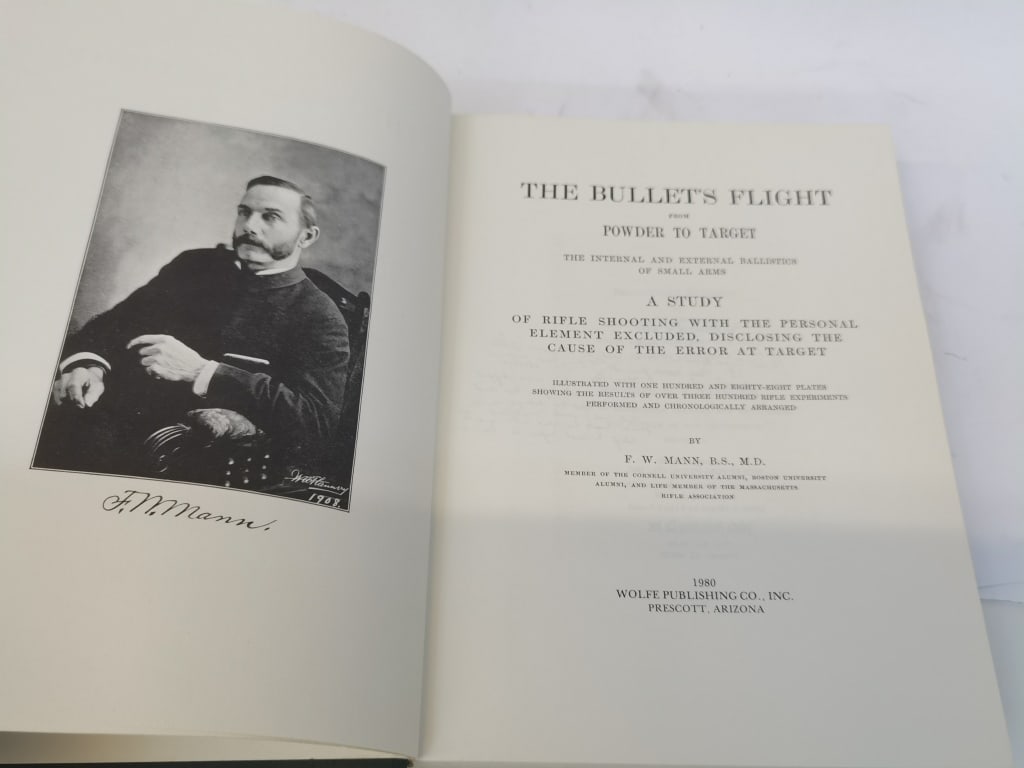 1908.
F. W. Mann.
THE BULLET'S FLIGHT
FROM
POWDER TO TARGET
THE INTERNAL AND EXTERNAL BALLISTICS
OF SMALL ARMS
A STUDY
OF RIFLE SHOOTING WITH THE PERSONAL
ELEMENT EXCLUDED, DISCLOSING THE
CAUSE OF THE ERROR AT TARGET
ILLUSTRATED WITH ONE HUNDRED AND EIGHTY-EIGHT PLATES
SHOWING THE RESULTS OF OVER THREE HUNDRED RIFLE EXPERIMENTS
PERFORMED AND CHRONOLOGICALLY ARRANGED
BY
F. W. MANN, B.S., M.D.
MEMBER OF THE CORNELL UNIVERSITY ALUMNI, BOSTON UNIVERSITY
ALUMNI, AND LIFE MEMBER OF THE MASSACHUSETTS
RIFLE ASSOCIATION
1980
WOLFE PUBLISHING CO., INC.
PRESCOTT, ARIZONA